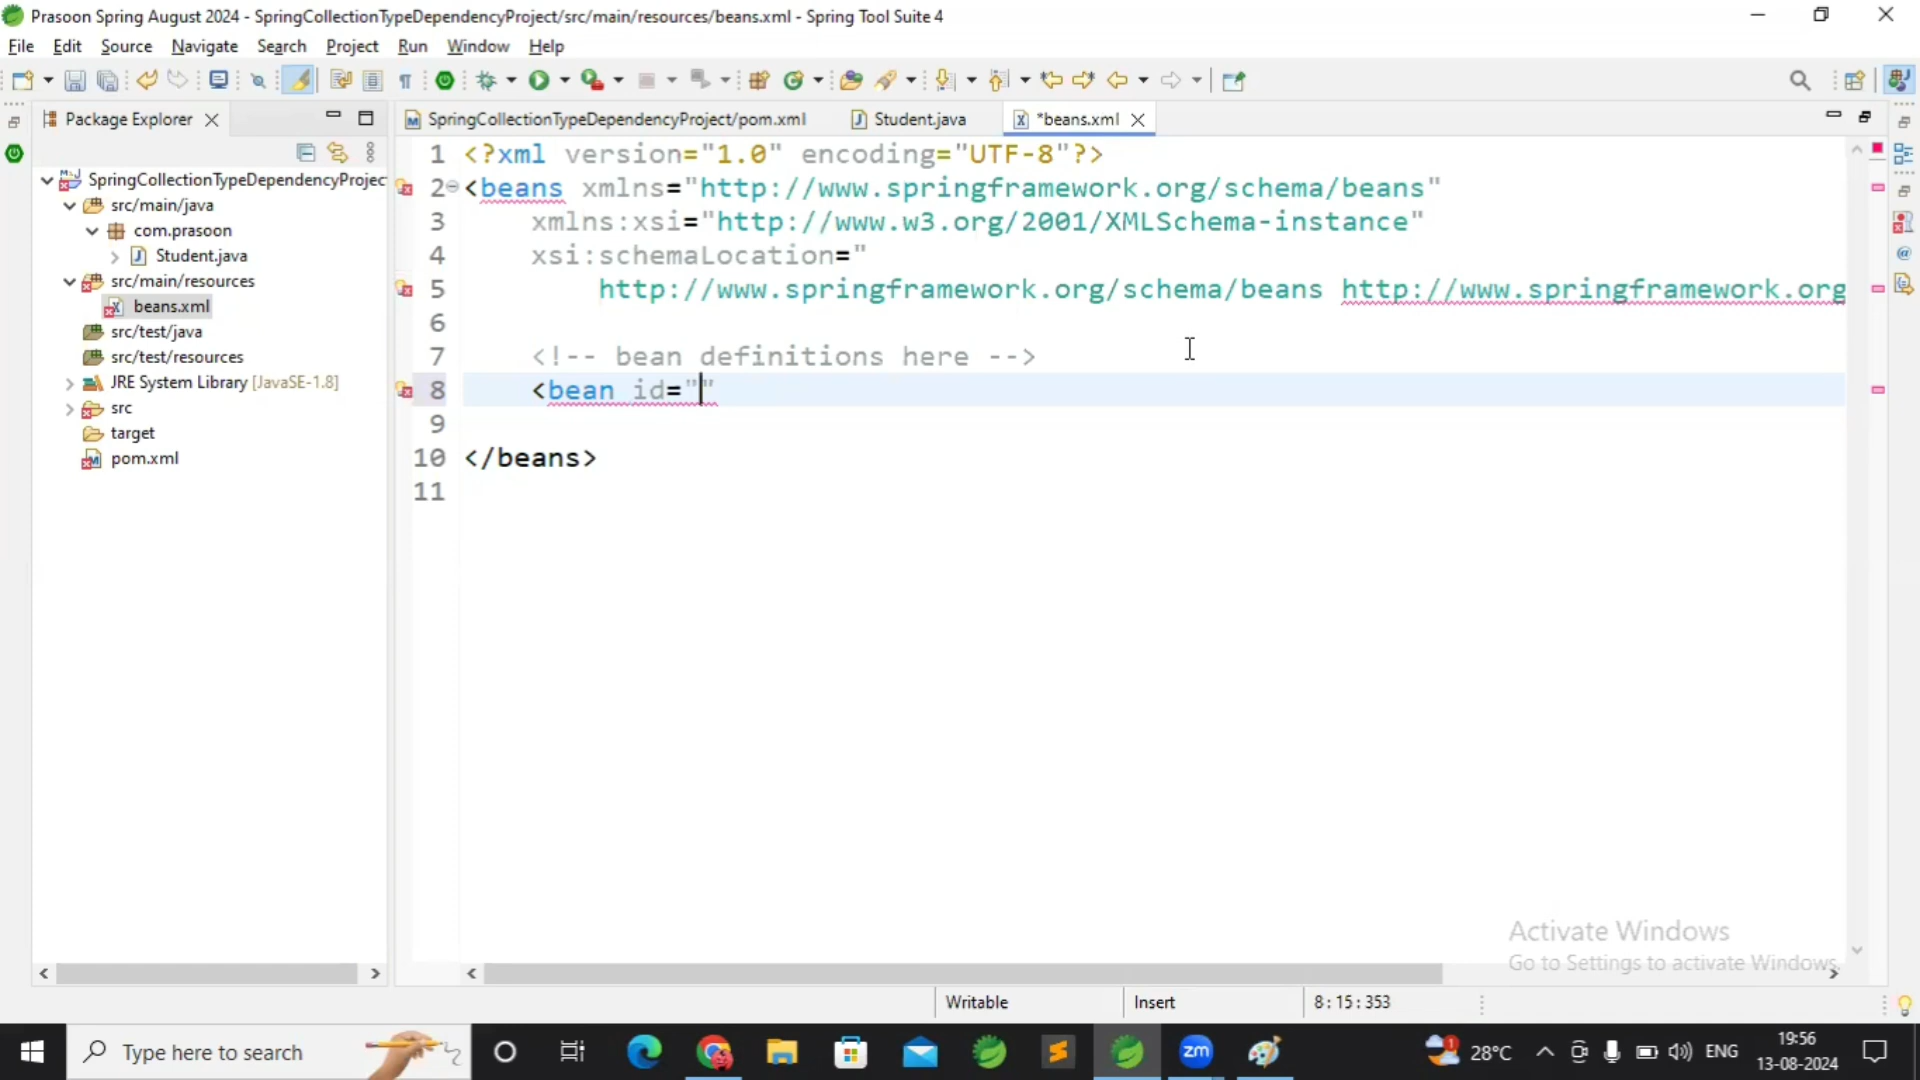 Prasoon Spring August 2024 - SpringCollectionTypeDependencyProject/src/main/resources/beans.xml - Spring Tool Suite 4
File Edit Source Navigate Search Project Run Window Help
Package Explorer
SpringCollectionTypeDependencyProject/pom.xml Student.java *beans.xml
SpringCollectionTypeDependencyProjec
src/main/java
com.prasoon
Student.java
src/main/resources
beans.xml
src/test/java
src/test/resources
JRE System Library [JavaSE-1.8]
src
target
pom.xml
1 <?xml version="1.0" encoding="UTF-8"?>
2 <beans xmlns="http://www.springframework.org/schema/beans"
3 xmlns:xsi="http://www.w3.org/2001/XMLSchema-instance"
4 xsi:schemaLocation="
5 http://www.springframework.org/schema/beans http://www.springframework.org
6
7 <!-- bean definitions here -->
8 <bean id=""
9
10 </beans>
11
Activate Windows
Go to Settings to activate Windows.
Writable Insert 8:15:353
Type here to search
zm
28°C ENG
19:56
13-08-2024